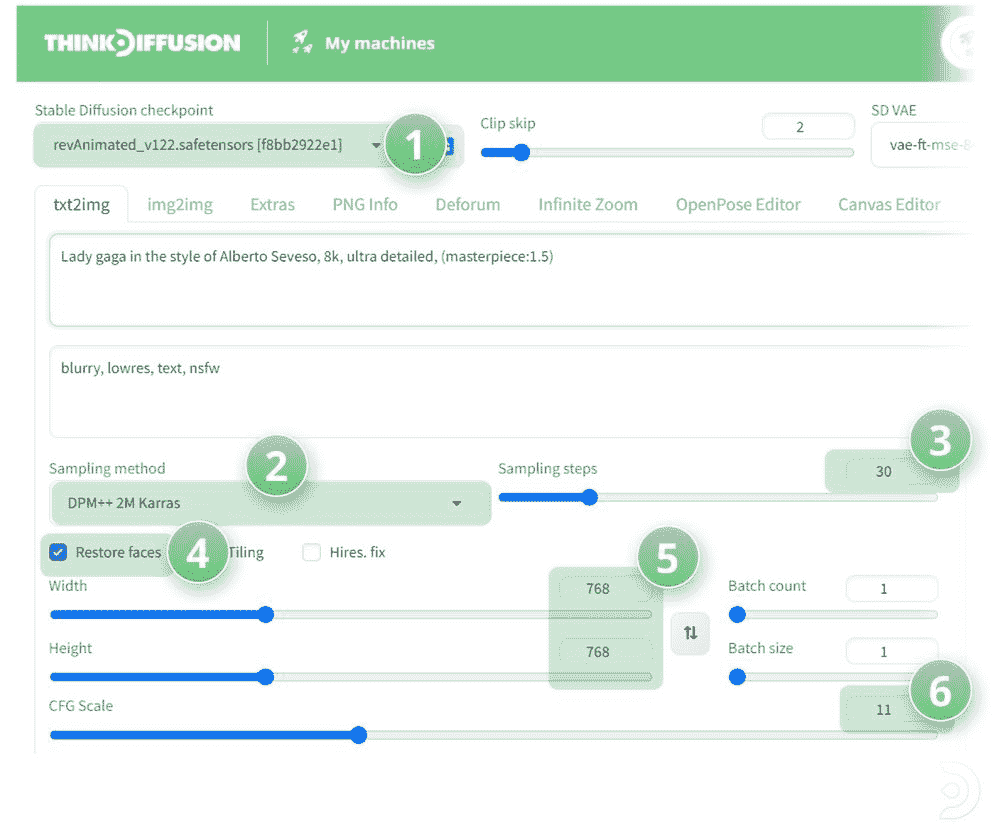 THINKDIFFUSION My machines
Stable Diffusion checkpoint Clip skip 2 SD VAE
revAnimated_v122.safetensors [f8bb2922e1] 1 vae-ft-mse-8
txt2img img2img Extras PNG Info Deforum Infinite Zoom OpenPose Editor Canvas Editor
Lady gaga in the style of Alberto Seveso, 8k, ultra detailed, (masterpiece:1.5)
blurry, lowres, text, nsfw
Sampling method 2 Sampling steps 30 3
DPM++ 2M Karras
Restore faces 4 Tiling Hires. fix 5
Width 768 Batch count 1
Height 768 Batch size 1
CFG Scale 11 6